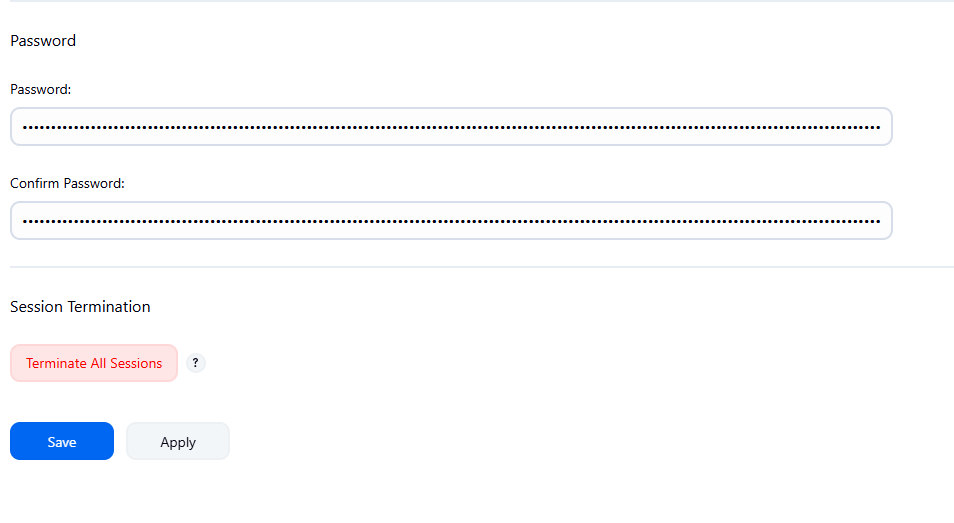 Password
Password:
Confirm Password:
Session Termination
Terminate All Sessions ?
Save Apply